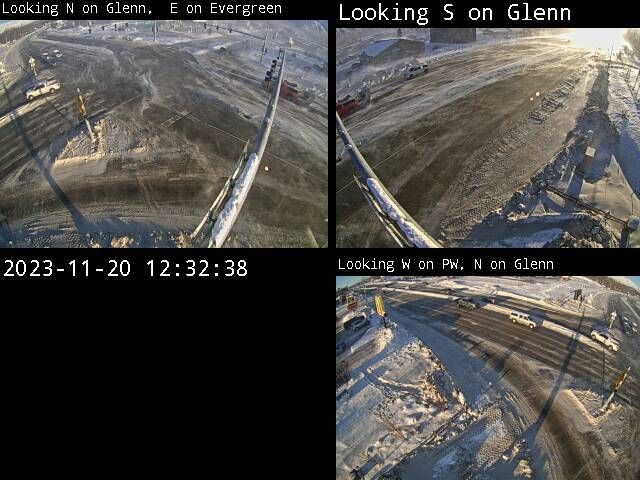 Looking N on Glenn,  E on Evergreen
Looking S on Glenn
2023-11-20 12:32:38
Looking W on PW, N on Glenn